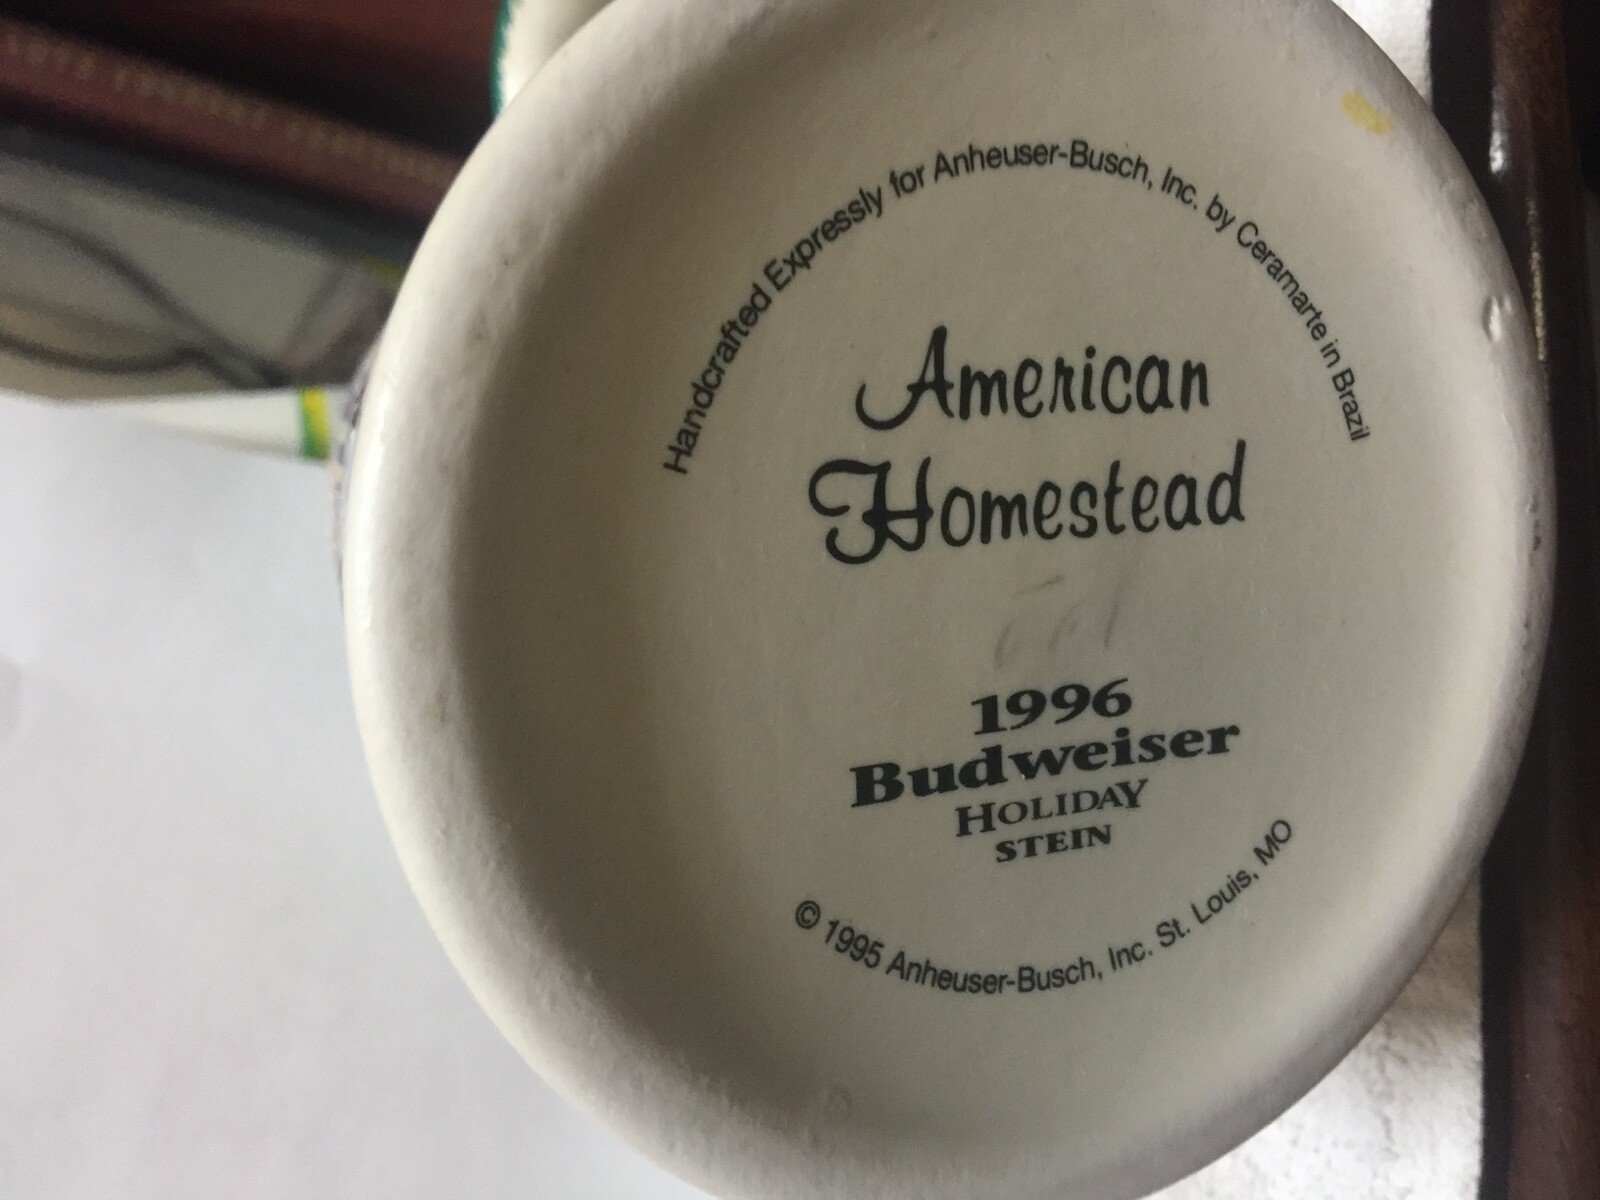 Handcrafted Expressly for Anheuser-Busch, Inc. by Ceramarte in Brazil
American
Homestead
1996
Budweiser
HOLIDAY
STEIN
© 1995 Anheuser-Busch, Inc. St. Louis, MO